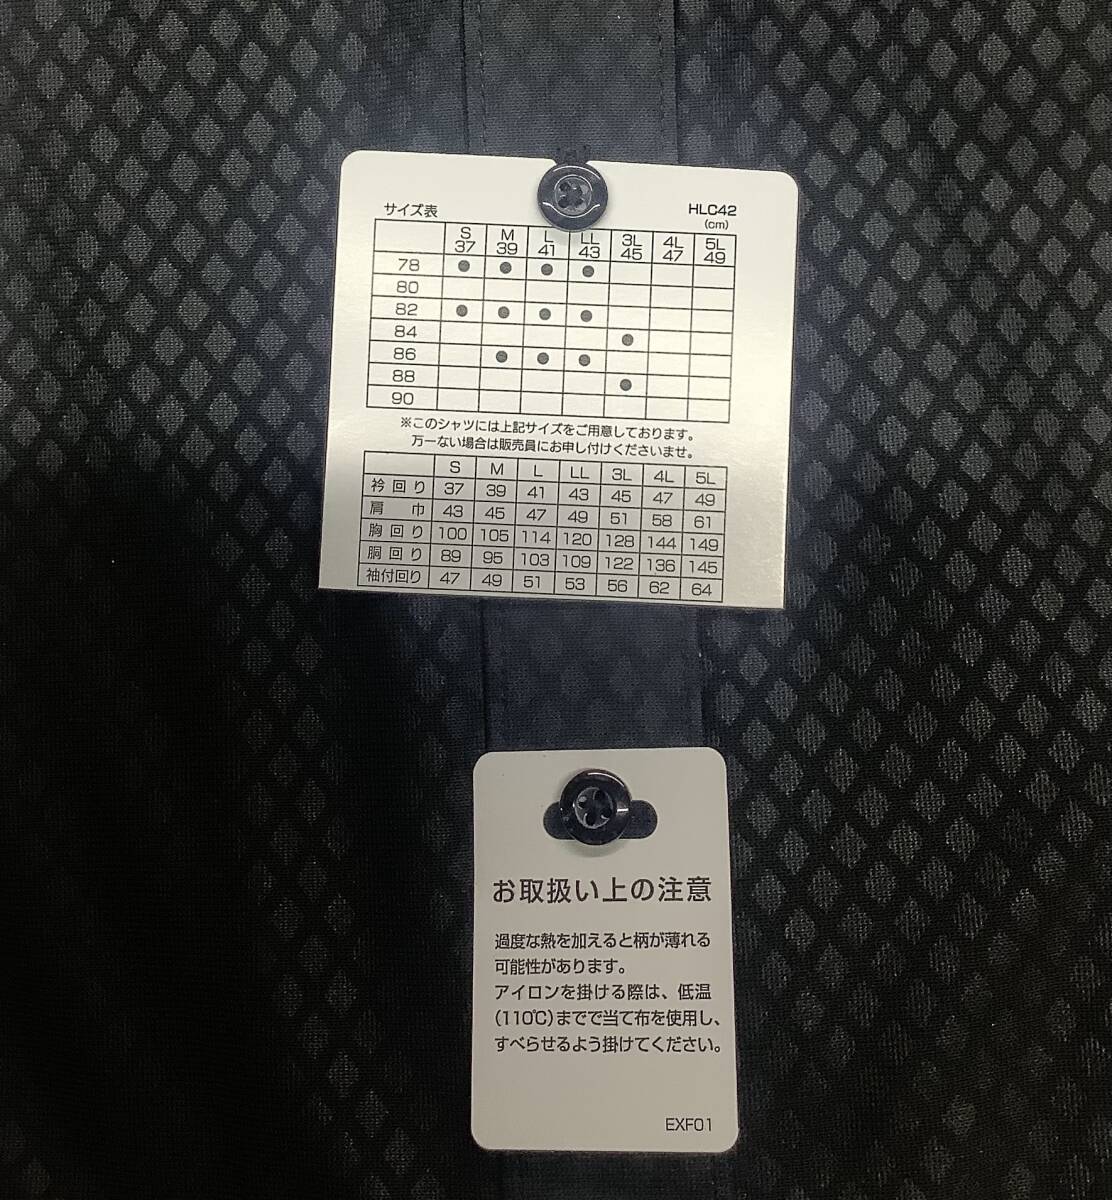 サイズ表 HLC42
(cm)
S M L LL 3L 4L 5L
37 39 41 43 45 47 49
78 ● ● ● ●
80
82 ● ● ● ●
84 ●
86 ● ● ●
88 ●
90
※このシャツには上記サイズをご用意しております。
万一ない場合は販売員にお申し付けくださいませ。
S M L LL 3L 4L 5L
衿回り 37 39 41 43 45 47 49
肩巾 43 45 47 49 51 58 61
胸回り 100 105 114 120 128 144 149
胴回り 89 95 103 109 122 136 145
袖付回り 47 49 51 53 56 62 64
お取扱い上の注意
過度な熱を加えると柄が薄れる
可能性があります。
アイロンを掛ける際は、低温
(110℃)までで当て布を使用し、
すべらせるよう掛けてください。
EXF01